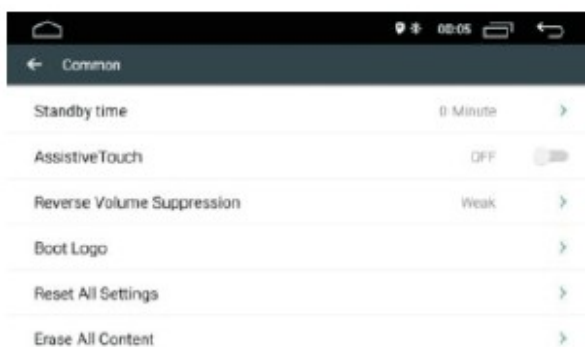 00:05
Common
Standby time 0 Minute
AssistiveTouch OFF
Reverse Volume Suppression Weak
Boot Logo
Reset All Settings
Erase All Content